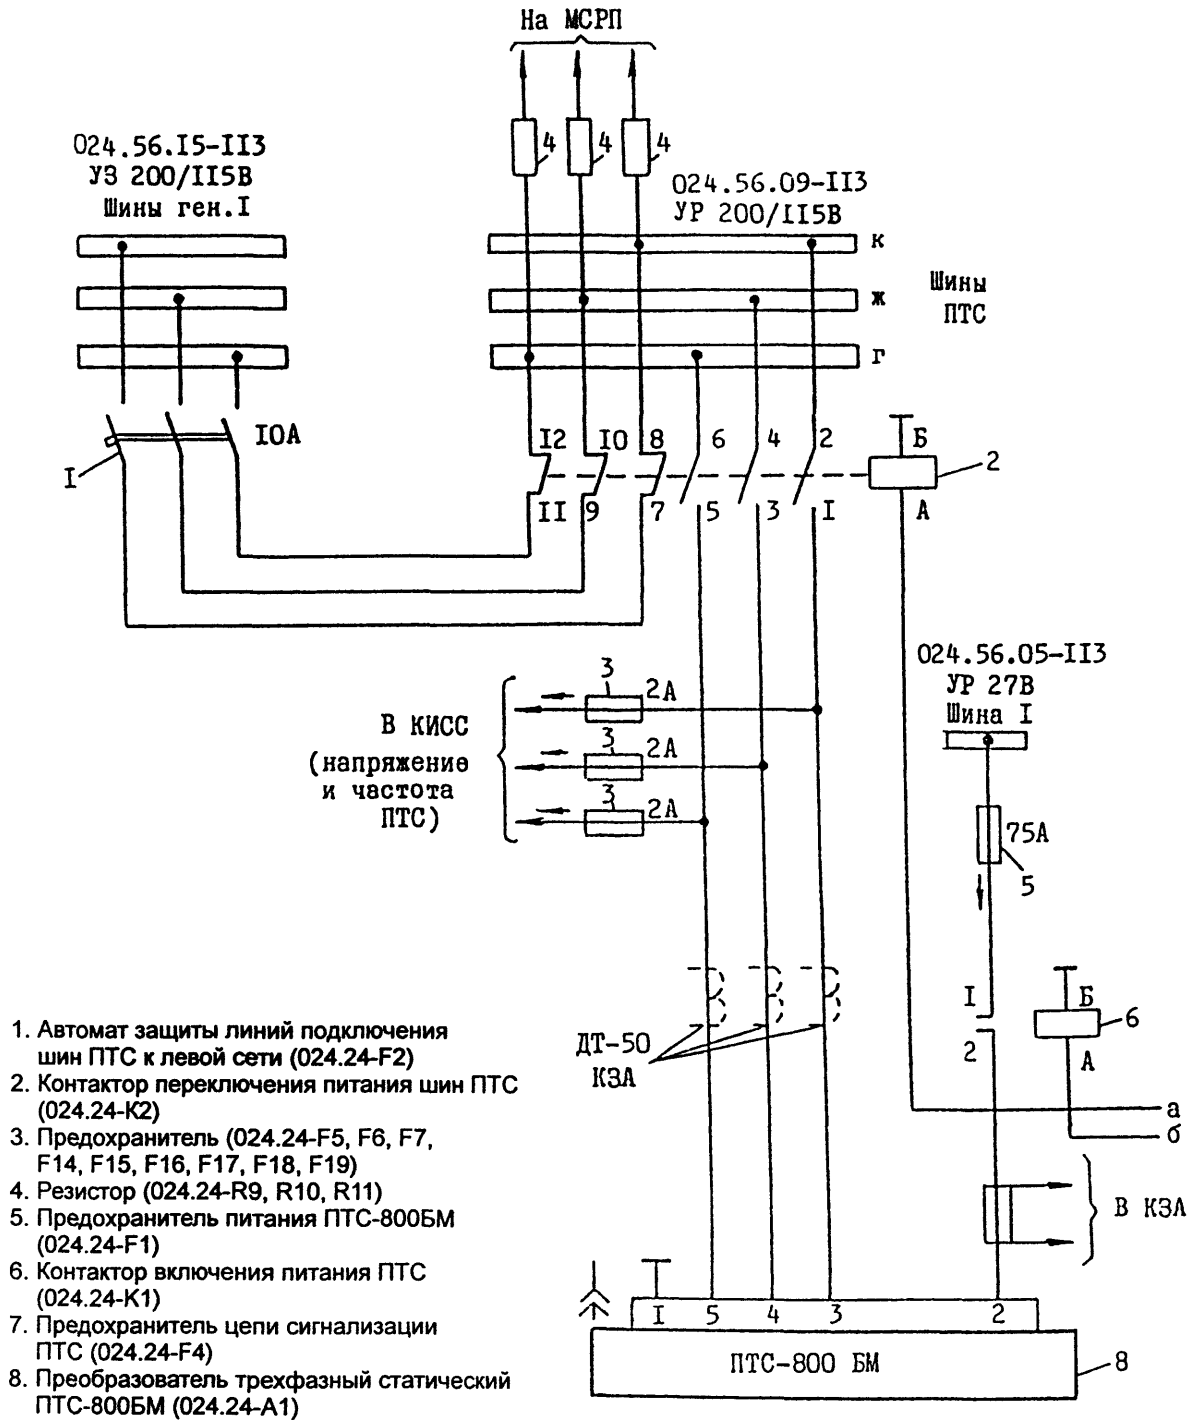 На МСРП
024.56.I5-II3
УЗ 200/II5В
Шины ген.I
4
4
4
024.56.09-II3
УР 200/II5В
к
ж
г
Шины
ПТС
I0А
I
I2
I0
8
6
4
2
II
9
7
5
3
I
Б
2
А
024.56.05-II3
УР 27В
Шина I
В КИСС
(напряжение
и частота
ПТС)
3
2А
3
2А
3
2А
75А
5
I
2
Б
6
А
а
б
ДТ-50
КЗА
В КЗА
I
5
4
3
2
ПТС-800 БМ
8
1. Автомат защиты линий подключения
шин ПТС к левой сети (024.24-F2)
2. Контактор переключения питания шин ПТС
(024.24-К2)
3. Предохранитель (024.24-F5, F6, F7,
F14, F15, F16, F17, F18, F19)
4. Резистор (024.24-R9, R10, R11)
5. Предохранитель питания ПТС-800БМ
(024.24-F1)
6. Контактор включения питания ПТС
(024.24-К1)
7. Предохранитель цепи сигнализации
ПТС (024.24-F4)
8. Преобразователь трехфазный статический
ПТС-800БМ (024.24-А1)